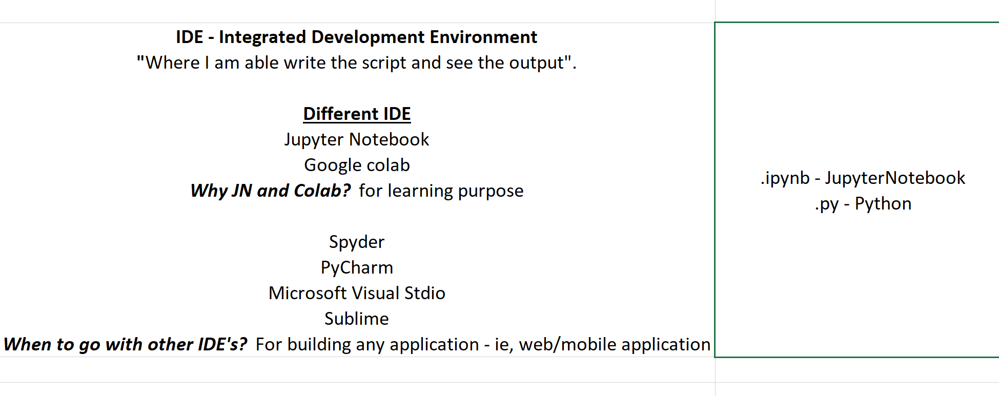 IDE - Integrated Development Environment
"Where I am able write the script and see the output".
Different IDE
Jupyter Notebook
Google colab
Why JN and Colab?  for learning purpose
Spyder
PyCharm
Microsoft Visual Stdio
Sublime
When to go with other IDE's?  For building any application - ie, web/mobile application
.ipynb - JupyterNotebook
.py - Python